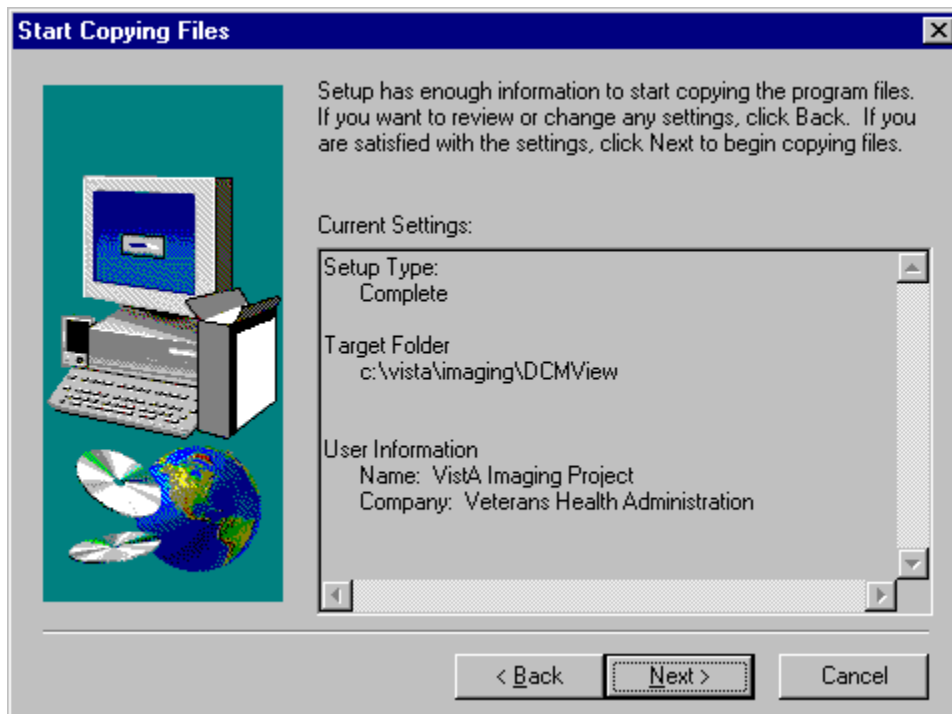 Start Copying Files
Setup has enough information to start copying the program files.
If you want to review or change any settings, click Back.  If you
are satisfied with the settings, click Next to begin copying files.
Current Settings:
Setup Type:
Complete
Target Folder
c:\vista\imaging\DCMView
User Information
Name:  VistA Imaging Project
Company:  Veterans Health Administration
< Back
Next >
Cancel